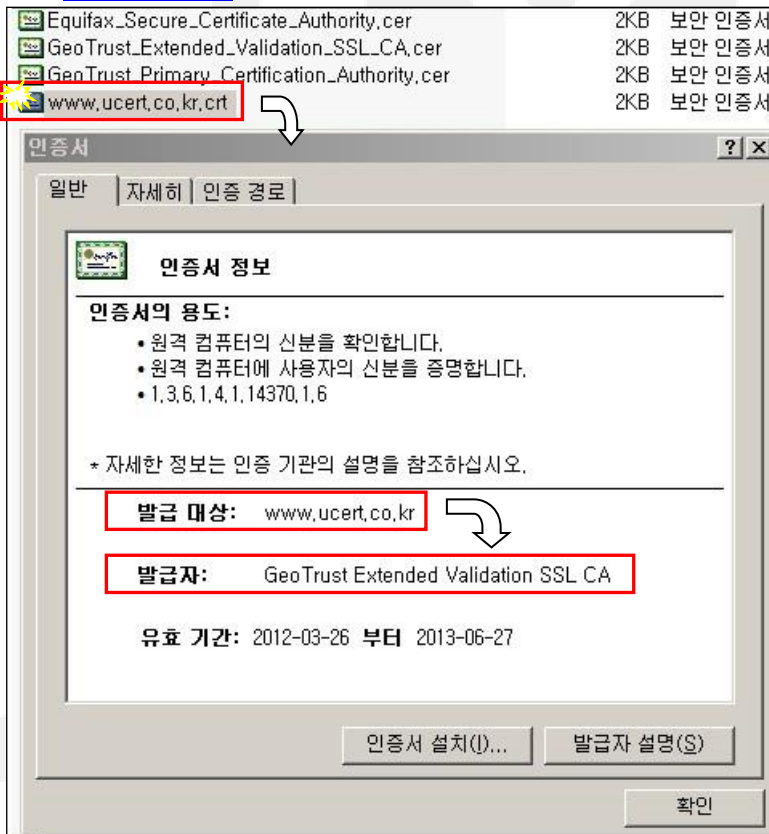 Equifax_Secure_Certificate_Authority,cer 2KB 보안 인증서
GeoTrust_Extended_Validation_SSL_CA,cer 2KB 보안 인증서
GeoTrust_Primary_Certification_Authority,cer 2KB 보안 인증서
www,ucert,co,kr,crt 2KB 보안 인증서
인증서
일반 자세히 인증 경로
인증서 정보
인증서의 용도:
• 원격 컴퓨터의 신분을 확인합니다,
• 원격 컴퓨터에 사용자의 신분을 증명합니다,
• 1,3,6,1,4,1,14370,1,6
* 자세한 정보는 인증 기관의 설명을 참조하십시오,
발급 대상: www,ucert,co,kr
발급자: GeoTrust Extended Validation SSL CA
유효 기간: 2012-03-26 부터 2013-06-27
인증서 설치(I)... 발급자 설명(S)
확인